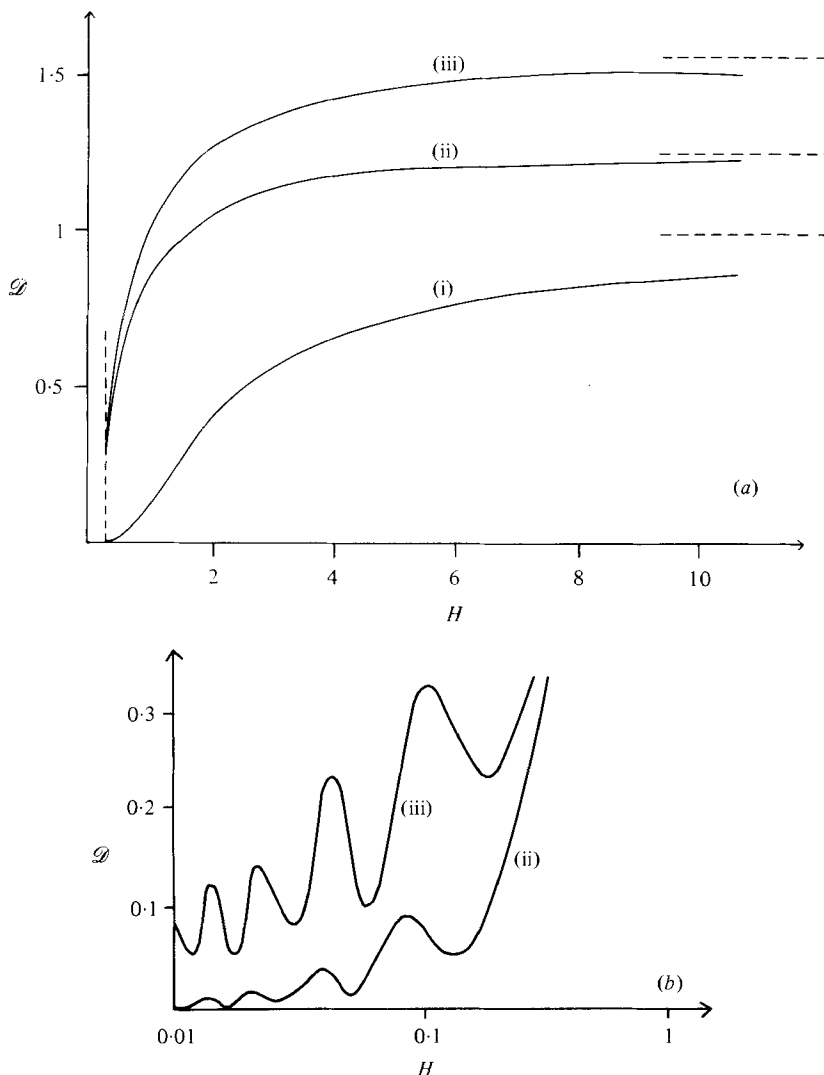 1·5
(iii)
(ii)
1
𝒟
(i)
0·5
(a)
2 4 6 8 10
H
0·3
0·2
(iii)
(ii)
𝒟
0·1
(b)
0·01 0·1 1
H